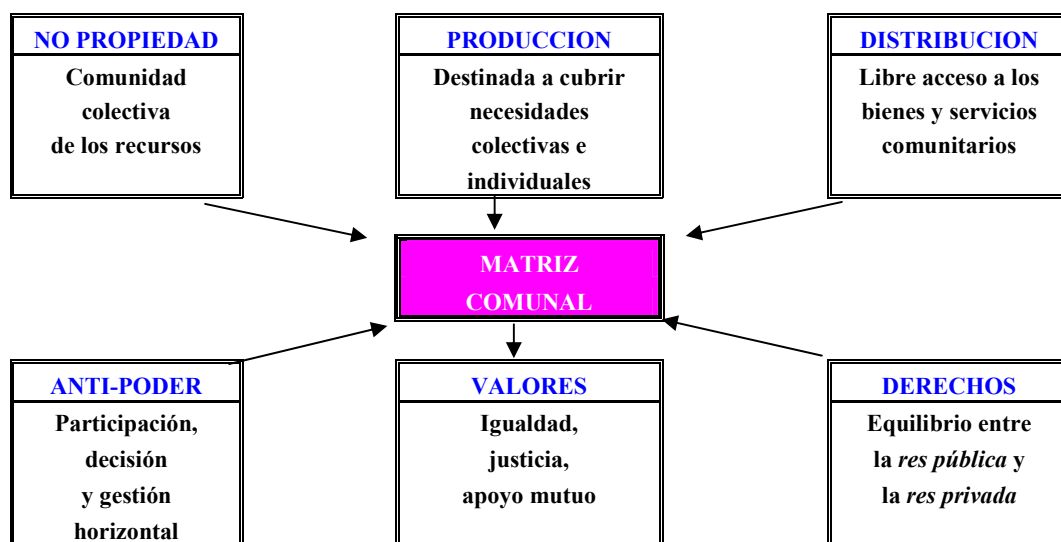 NO PROPIEDAD
Comunidad
colectiva
de los recursos
PRODUCCION
Destinada a cubrir
necesidades
colectivas e
individuales
DISTRIBUCION
Libre acceso a los
bienes y servicios
comunitarios
MATRIZ
COMUNAL
ANTI-PODER
Participación,
decisión
y gestión
horizontal
VALORES
Igualdad,
justicia,
apoyo mutuo
DERECHOS
Equilibrio entre
la res pública y
la res privada